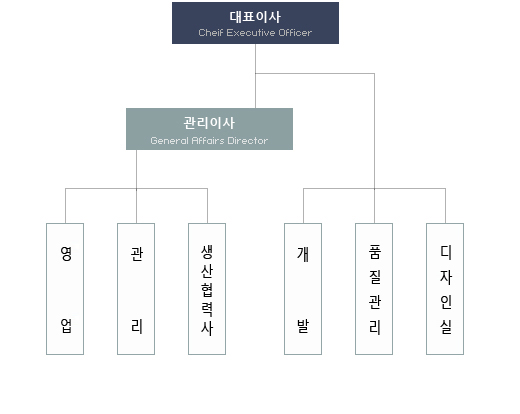 대표이사
Cheif Executive Officer
관리이사
General Affairs Director
영업
관리
생산협력사
개발
품질관리
디자인실